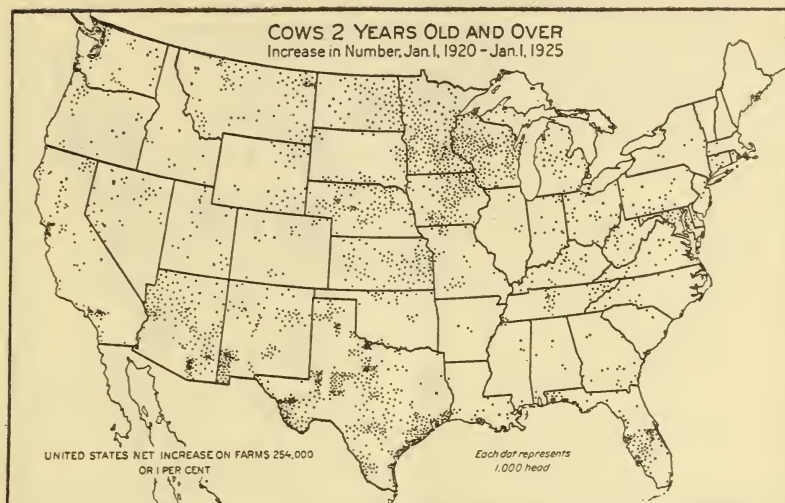 COWS 2 YEARS OLD AND OVER
Increase in Number, Jan. 1, 1920 - Jan. 1, 1925
UNITED STATES NET INCREASE ON FARMS 254,000
OR 1 PER CENT
Each dot represents
1,000 head